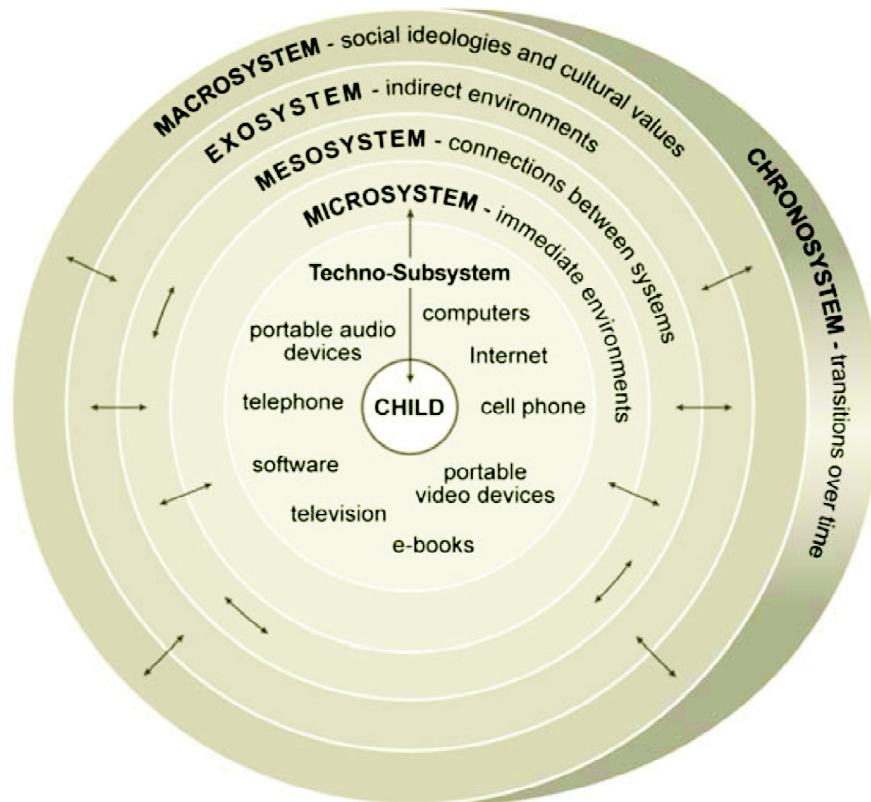 MACROSYSTEM - social ideologies and cultural values
EXOSYSTEM - indirect environments
MESOSYSTEM - connections between systems
MICROSYSTEM - immediate environments
CHRONOSYSTEM - transitions over time
Techno-Subsystem
computers
portable audio
devices
Internet
telephone
CHILD
cell phone
software
portable
video devices
television
e-books